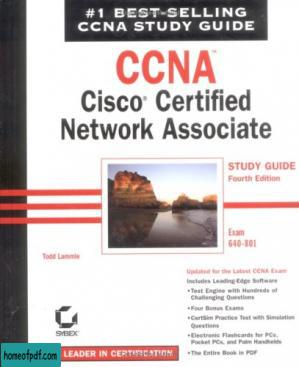 #1 BEST-SELLING
CCNA STUDY GUIDE
CCNA™
Cisco® Certified
Network Associate
STUDY GUIDE
Fourth Edition
Exam
640-801
Todd Lammle
Updated for the Latest CCNA Exam
Includes Leading-Edge Software
• Test Engine with Hundreds of
Challenging Questions
• Four Bonus Exams
• CertSim Practice Test with Simulation
Questions
• Electronic Flashcards for PCs,
Pocket PCs, and Palm Handhelds
• The Entire Book in PDF
SYBEX®
LEADER IN CERTIFICATION
homeofpdf.com